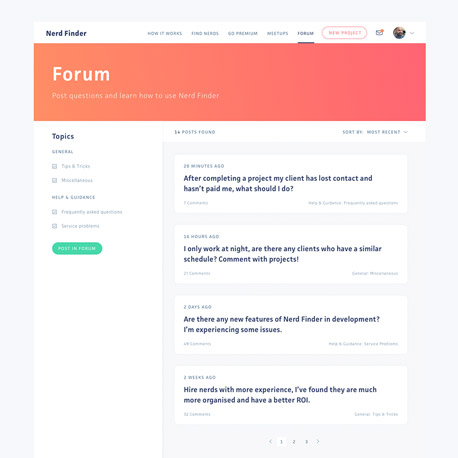 Nerd Finder
HOW IT WORKS FIND NERDS GO PREMIUM MEETUPS FORUM NEW PROJECT
Forum
Post questions and learn how to use Nerd Finder
Topics
GENERAL
Tips & Tricks
Miscellaneous
HELP & GUIDANCE
Frequently asked questions
Service problems
POST IN FORUM
14 POSTS FOUND
SORT BY: MOST RECENT
29 MINUTES AGO
After completing a project my client has lost contact and
hasn't paid me, what should I do?
7 Comments
Help & Guidance: Frequently asked questions
16 HOURS AGO
I only work at night, are there any clients who have a similar
schedule? Comment with projects!
21 Comments
General: Miscellaneous
2 DAYS AGO
Are there any new features of Nerd Finder in development?
I'm experiencing some issues.
Comments
Help & Guidance: Service Problems
2 WEEKS AGO
Hire nerds with more experience, I've found they are much
more organised and have a better ROI.
32 Comments
General: Tips & Tricks
1 2 3